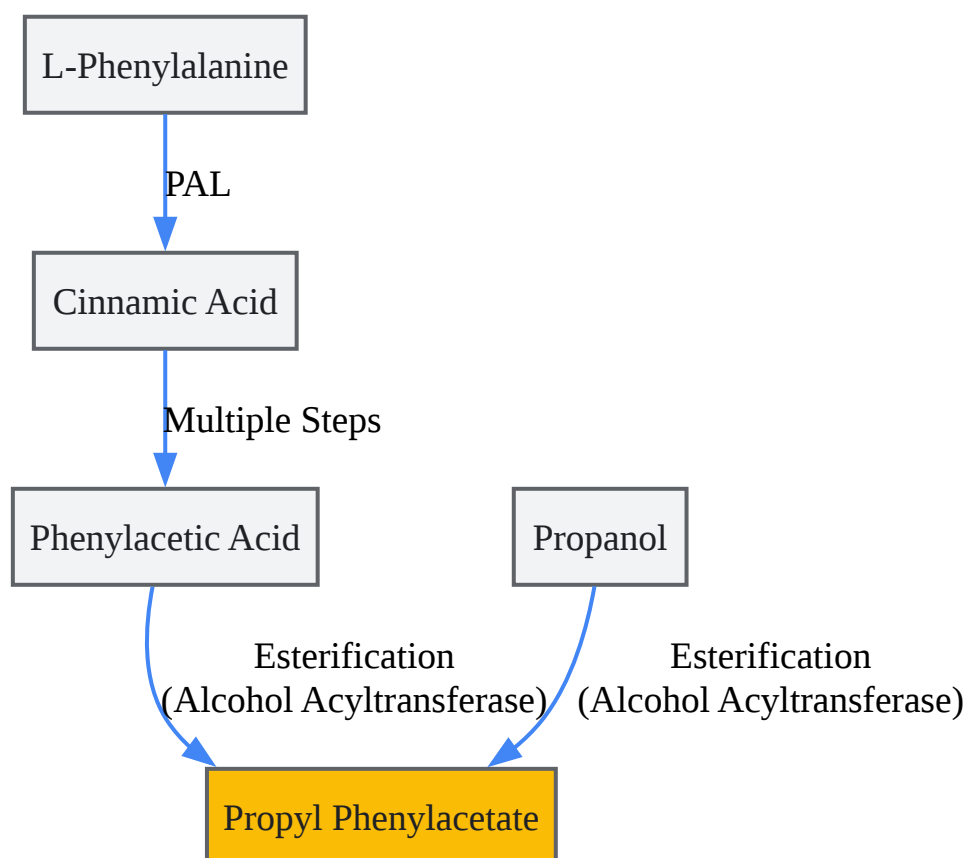 L-Phenylalanine
PAL
Cinnamic Acid
Multiple Steps
Phenylacetic Acid
Propanol
Esterification
(Alcohol Acyltransferase)
Esterification
(Alcohol Acyltransferase)
Propyl Phenylacetate